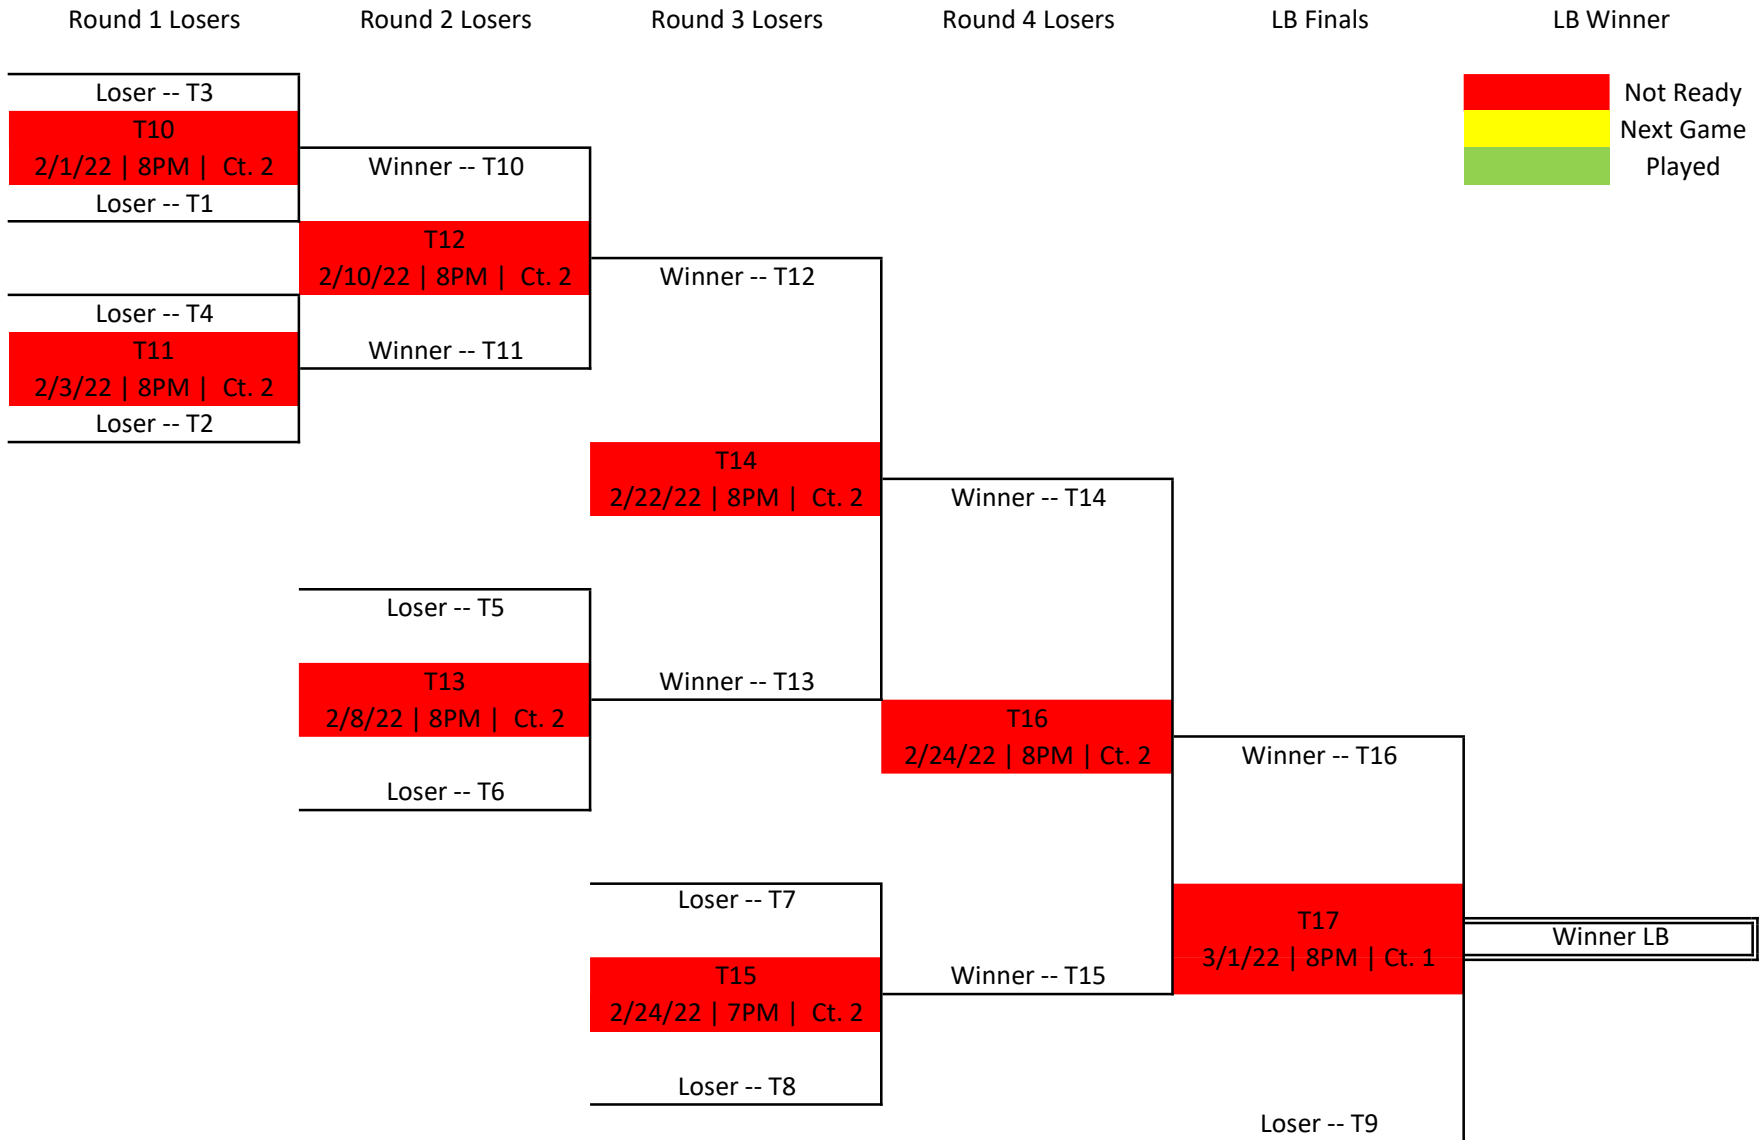 Round 1 Losers
Round 2 Losers
Round 3 Losers
Round 4 Losers
LB Finals
LB Winner
Not Ready
Next Game
Played
Loser -- T3
T10
2/1/22 | 8PM | Ct. 2
Loser -- T1
Loser -- T4
T11
2/3/22 | 8PM | Ct. 2
Loser -- T2
Winner -- T10
T12
2/10/22 | 8PM | Ct. 2
Winner -- T11
Loser -- T5
T13
2/8/22 | 8PM | Ct. 2
Loser -- T6
Winner -- T12
T14
2/22/22 | 8PM | Ct. 2
Winner -- T13
Loser -- T7
T15
2/24/22 | 7PM | Ct. 2
Loser -- T8
Winner -- T14
T16
2/24/22 | 8PM | Ct. 2
Winner -- T15
Winner -- T16
T17
3/1/22 | 8PM | Ct. 1
Loser -- T9
Winner LB